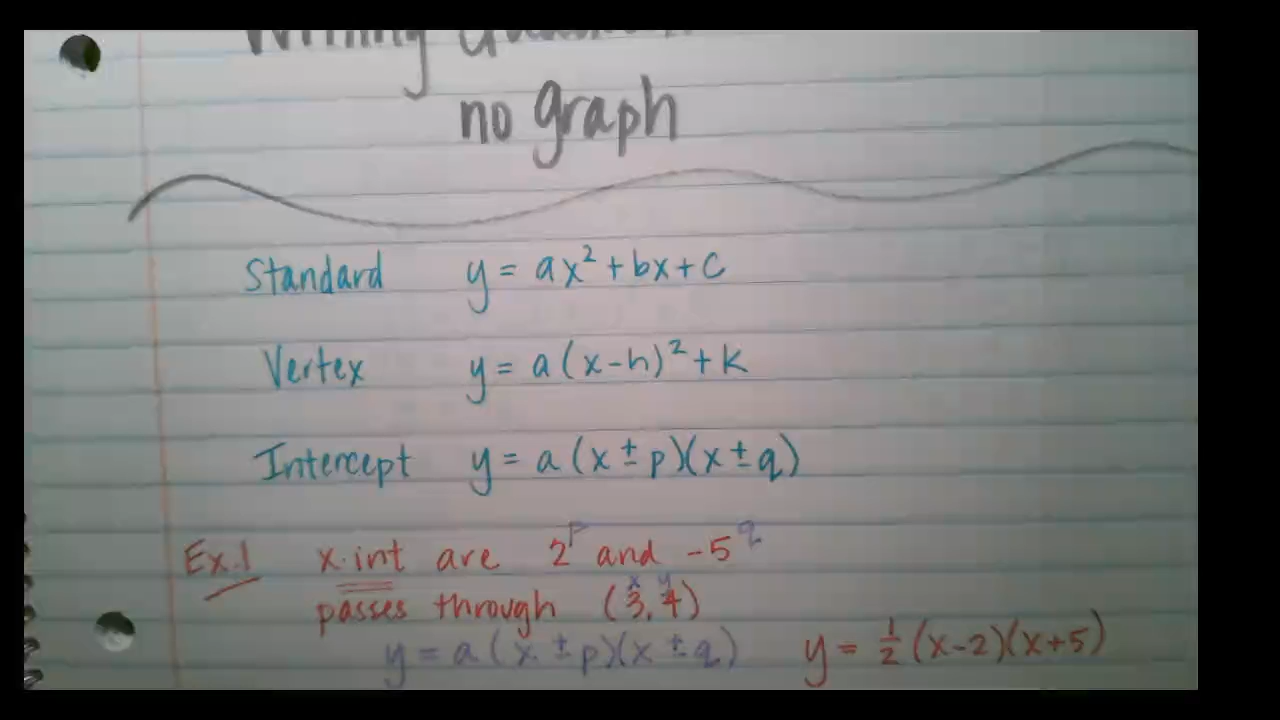 Writing
no graph
Standard y = ax² + bx + c
Vertex y = a(x-h)² + k
Intercept y = a(x ± p)(x ± q)
Ex.1 x.int are 2 p and -5 q
x y
passes through (3, 4)
y = a(x ± p)(x ± q) y = 1/2 (x-2)(x+5)